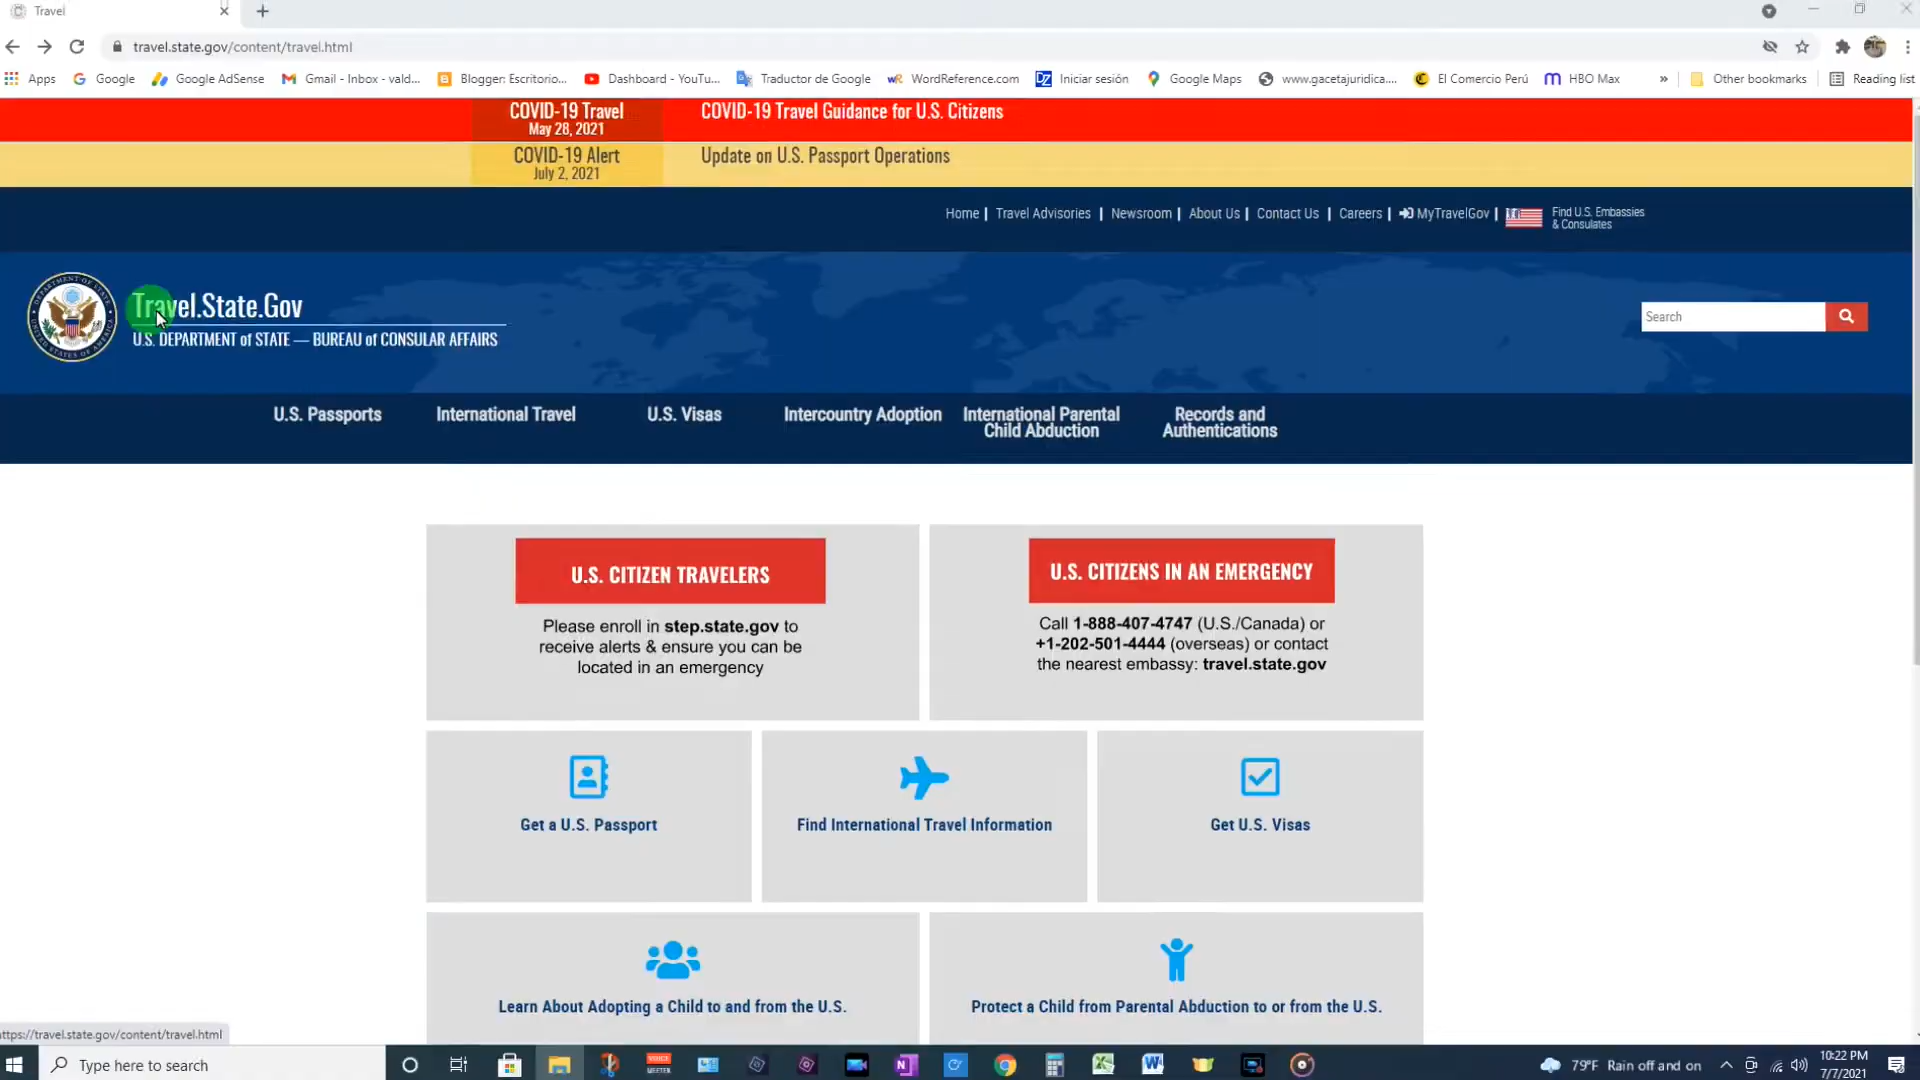 Travel
travel.state.gov/content/travel.html
Apps Google Google AdSense Gmail - Inbox - vald... Blogger: Escritorio... Dashboard - YouTu... Traductor de Google WordReference.com Iniciar sesión Google Maps www.gacetajuridica.... El Comercio Perú HBO Max » Other bookmarks Reading list
COVID-19 Travel
May 28, 2021
COVID-19 Travel Guidance for U.S. Citizens
COVID-19 Alert
July 2, 2021
Update on U.S. Passport Operations
Home | Travel Advisories | Newsroom | About Us | Contact Us | Careers | MyTravelGov |
Find U.S. Embassies
& Consulates
Travel.State.Gov
U.S. DEPARTMENT of STATE — BUREAU of CONSULAR AFFAIRS
Search
U.S. Passports
International Travel
U.S. Visas
Intercountry Adoption
International Parental
Child Abduction
Records and
Authentications
U.S. CITIZEN TRAVELERS
Please enroll in step.state.gov to
receive alerts & ensure you can be
located in an emergency
U.S. CITIZENS IN AN EMERGENCY
Call 1-888-407-4747 (U.S./Canada) or
+1-202-501-4444 (overseas) or contact
the nearest embassy: travel.state.gov
Get a U.S. Passport
Find International Travel Information
Get U.S. Visas
Learn About Adopting a Child to and from the U.S.
Protect a Child from Parental Abduction to or from the U.S.
ttps://travel.state.gov/content/travel.html
Type here to search
79°F Rain off and on
10:22 PM
7/7/2021